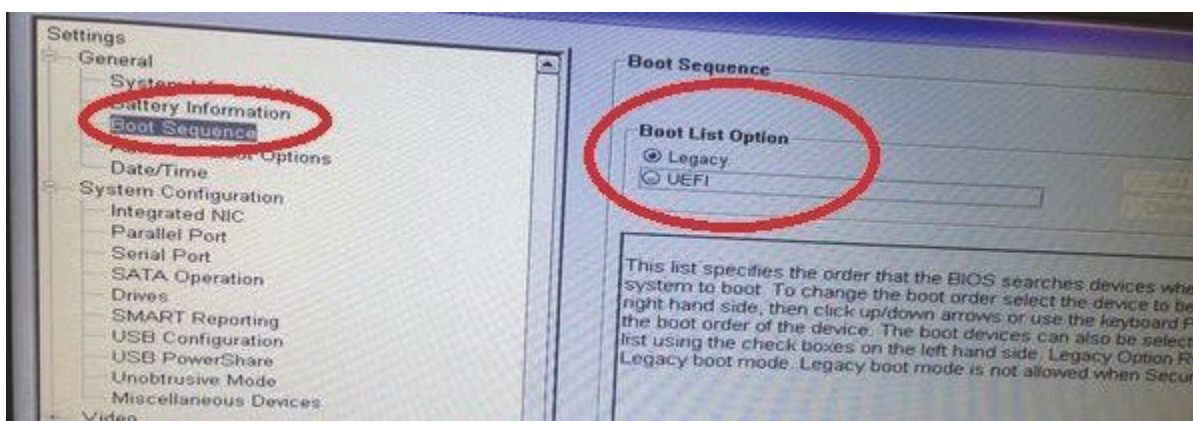 Settings
General
System
Battery Information
Boot Sequence
Boot Options
Date/Time
System Configuration
Integrated NIC
Parallel Port
Serial Port
SATA Operation
Drives
SMART Reporting
USB Configuration
USB PowerShare
Unobtrusive Mode
Miscellaneous Devices
Video
Boot Sequence
Boot List Option
Legacy
UEFI
This list specifies the order that the BIOS searches devices
system to boot. To change the boot order select the device to
right hand side, then click up/down arrows or use the keyboard
the boot order of the device. The boot devices can also be
list using the check boxes on the left hand side. Legacy Option
Legacy boot mode. Legacy boot mode is not allowed when